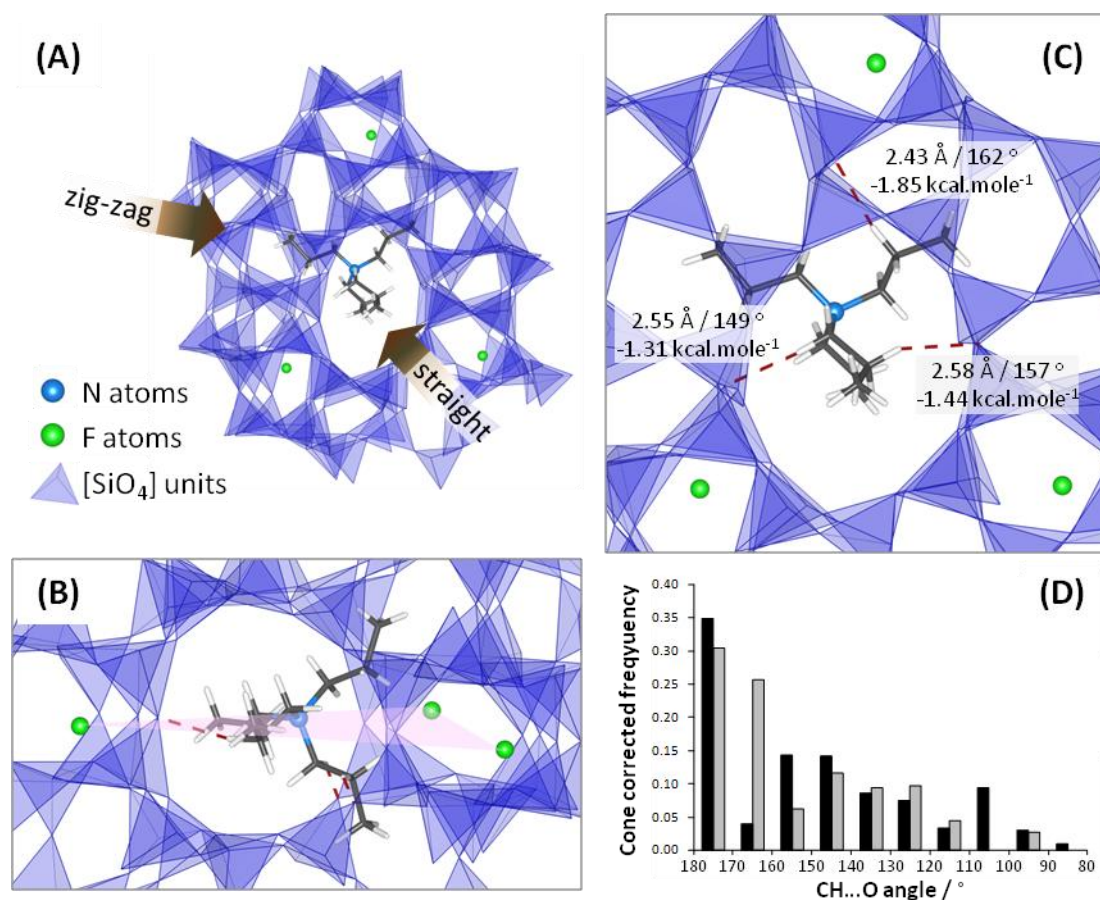 (A)
zig-zag
straight
N atoms
F atoms
[SiO₄] units
(C)
2.43 Å / 162 °
-1.85 kcal.mole⁻¹
2.55 Å / 149 °
-1.31 kcal.mole⁻¹
2.58 Å / 157 °
-1.44 kcal.mole⁻¹
(B)
(D)
Cone corrected freqyuency
0.40
0.35
0.30
0.25
0.20
0.15
0.10
0.05
0.00
180 170 160 150 140 130 120 110 100 90 80
CH...O angle / °